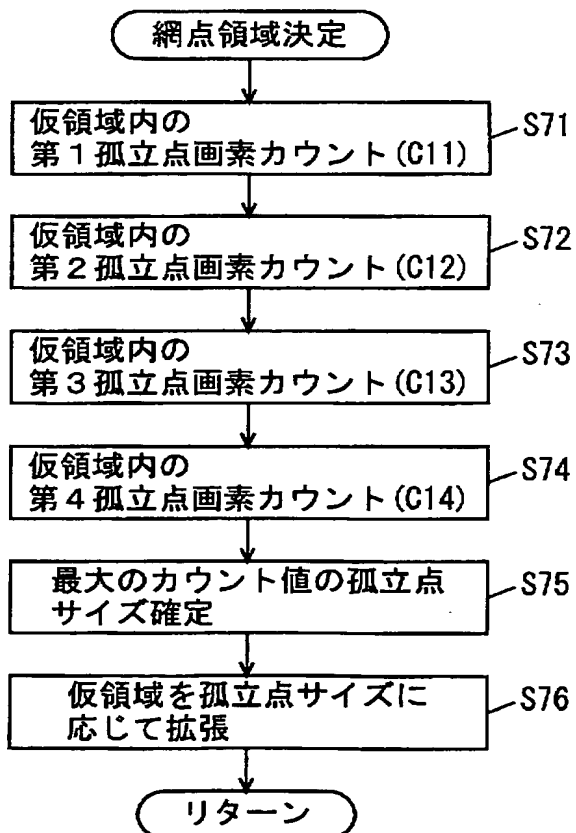 網点領域決定
仮領域内の
第1孤立点画素カウント(C11)
S71
仮領域内の
第2孤立点画素カウント(C12)
S72
仮領域内の
第3孤立点画素カウント(C13)
S73
仮領域内の
第4孤立点画素カウント(C14)
S74
最大のカウント値の孤立点
サイズ確定
S75
仮領域を孤立点サイズに
応じて拡張
S76
リターン